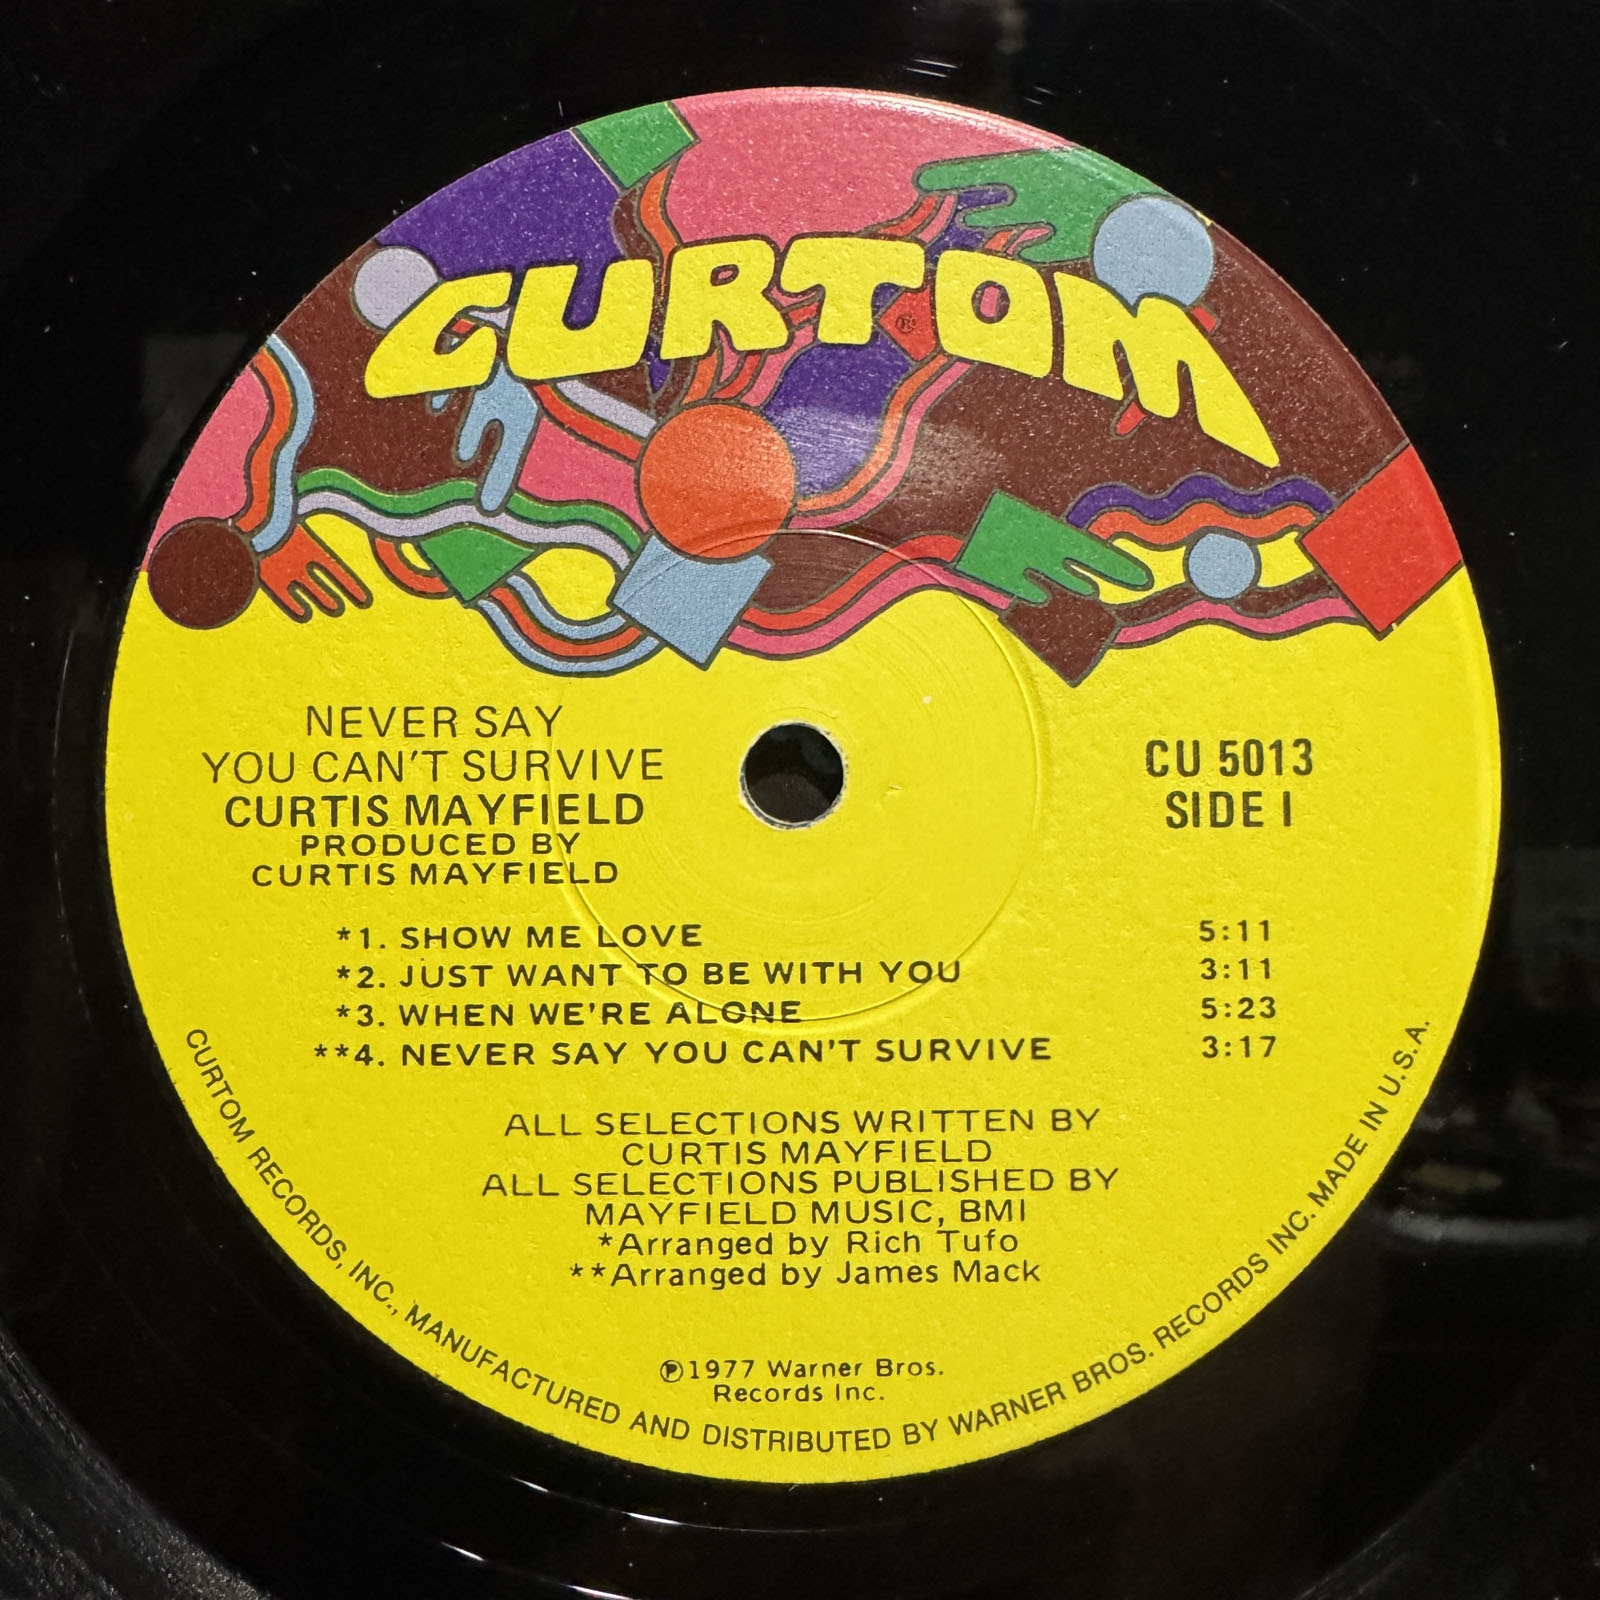 CURTOM
NEVER SAY
YOU CAN'T SURVIVE
CURTIS MAYFIELD
PRODUCED BY
CURTIS MAYFIELD
CU 5013
SIDE I
*1. SHOW ME LOVE 5:11
*2. JUST WANT TO BE WITH YOU 3:11
*3. WHEN WE'RE ALONE 5:23
**4. NEVER SAY YOU CAN'T SURVIVE 3:17
ALL SELECTIONS WRITTEN BY
CURTIS MAYFIELD
ALL SELECTIONS PUBLISHED BY
MAYFIELD MUSIC, BMI
*Arranged by Rich Tufo
**Arranged by James Mack
℗1977 Warner Bros.
Records Inc.
CURTOM RECORDS, INC., MANUFACTURED AND DISTRIBUTED BY WARNER BROS. RECORDS INC. MADE IN U.S.A.